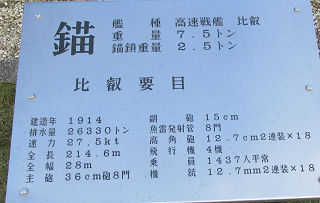 錨
艦種 高速戦艦 比叡
重量 7.5トン
錨鎖重量 2.5トン
比叡要目
建造年 1914
排水量 26330トン
速力 27.5kt
全長 214.6m
全幅 28m
主砲 36cm砲8門
副砲 15cm
魚雷発射管 8門
高角砲 12.7cm2連装×18
飛行機 4機
乗員 1437人平常
機銃 12.7mm2連装×18